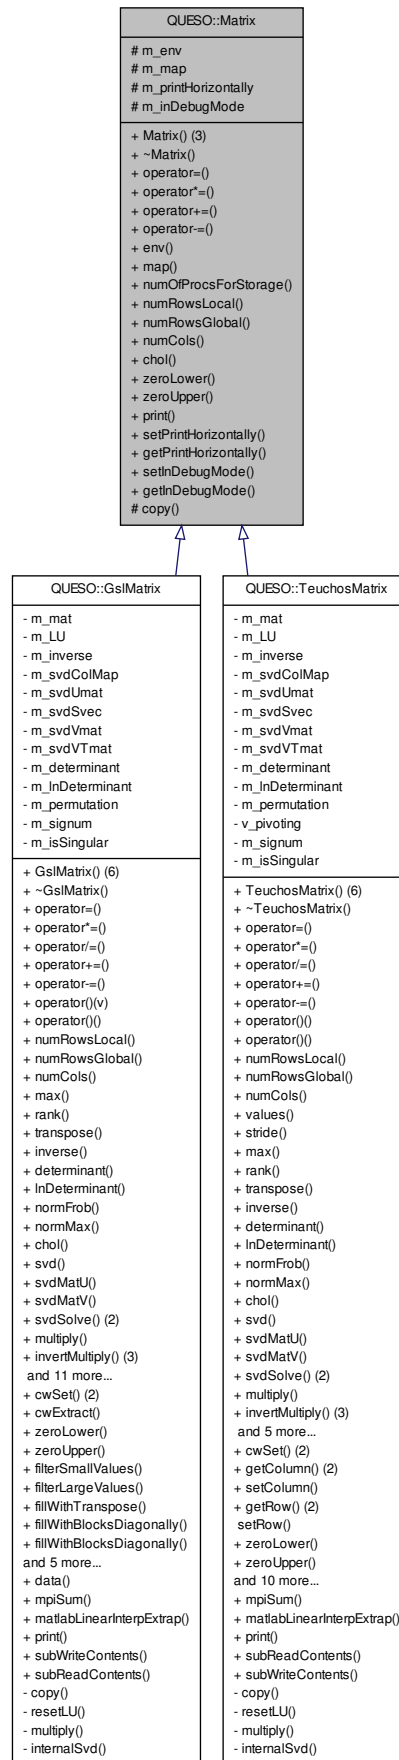 QUESO::Matrix
# m_env
# m_map
# m_printHorizontally
# m_inDebugMode
+ Matrix() (3)
+ ~Matrix()
+ operator=()
+ operator*=()
+ operator+=()
+ operator-=()
+ env()
+ map()
+ numOfProcsForStorage()
+ numRowsLocal()
+ numRowsGlobal()
+ numCols()
+ chol()
+ zeroLower()
+ zeroUpper()
+ print()
+ setPrintHorizontally()
+ getPrintHorizontally()
+ setInDebugMode()
+ getInDebugMode()
# copy()
QUESO::GslMatrix
- m_mat
- m_LU
- m_inverse
- m_svdColMap
- m_svdUmat
- m_svdSvec
- m_svdVmat
- m_svdVTmat
- m_determinant
- m_lnDeterminant
- m_permutation
- m_signum
- m_isSingular
+ GslMatrix() (6)
+ ~GslMatrix()
+ operator=()
+ operator*=()
+ operator/=()
+ operator+=()
+ operator-=()
+ operator()(v)
+ operator()()
+ numRowsLocal()
+ numRowsGlobal()
+ numCols()
+ max()
+ rank()
+ transpose()
+ inverse()
+ determinant()
+ lnDeterminant()
+ normFrob()
+ normMax()
+ chol()
+ svd()
+ svdMatU()
+ svdMatV()
+ svdSolve() (2)
+ multiply()
+ invertMultiply() (3)
and 11 more...
+ cwSet() (2)
+ cwExtract()
+ zeroLower()
+ zeroUpper()
+ filterSmallValues()
+ filterLargeValues()
+ fillWithTranspose()
+ fillWithBlocksDiagonally()
+ fillWithBlocksDiagonally()
and 5 more...
+ data()
+ mpiSum()
+ matlabLinearInterpExtrap()
+ print()
+ subWriteContents()
+ subReadContents()
- copy()
- resetLU()
- multiply()
- internalSvd()
QUESO::TeuchosMatrix
- m_mat
- m_LU
- m_inverse
- m_svdColMap
- m_svdUmat
- m_svdSvec
- m_svdVmat
- m_svdVTmat
- m_determinant
- m_lnDeterminant
- m_permutation
- v_pivoting
- m_signum
- m_isSingular
+ TeuchosMatrix() (6)
+ ~TeuchosMatrix()
+ operator=()
+ operator*=()
+ operator/=()
+ operator+=()
+ operator-=()
+ operator()()
+ operator()()
+ numRowsLocal()
+ numRowsGlobal()
+ numCols()
+ values()
+ stride()
+ max()
+ rank()
+ transpose()
+ inverse()
+ determinant()
+ lnDeterminant()
+ normFrob()
+ normMax()
+ chol()
+ svd()
+ svdMatU()
+ svdMatV()
+ svdSolve() (2)
+ multiply()
+ invertMultiply() (3)
and 5 more...
+ cwSet() (2)
+ getColumn() (2)
+ setColumn()
+ getRow() (2)
setRow()
+ zeroLower()
+ zeroUpper()
and 10 more...
+ mpiSum()
+ matlabLinearInterpExtrap()
+ print()
+ subReadContents()
+ subWriteContents()
- copy()
- resetLU()
- multiply()
- internalSvd()